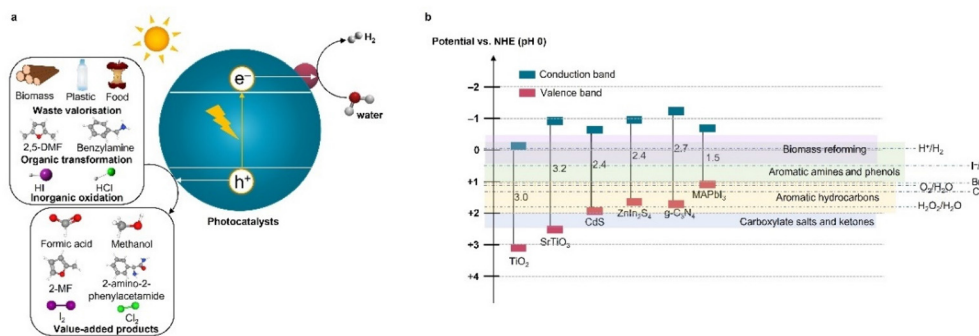 a
H₂
e⁻
water
h⁺
Photocatalysts
Biomass Plastic Food
Waste valorisation
2,5-DMF Benzylamine
Organic transformation
HI HCl
Inorganic oxidation
Formic acid Methanol
2-MF 2-amino-2-
phenylacetamide
I₂ Cl₂
Value-added products
b
Potential vs. NHE (pH 0)
Conduction band
Valence band
-2
-1
0
+1
+2
+3
+4
3.0
TiO₂
3.2
SrTiO₃
2.4
CdS
2.4
ZnIn₂S₄
2.7
g-C₃N₄
1.5
MAPbI₃
Biomass reforming
Aromatic amines and phenols
Aromatic hydrocarbons
Carboxylate salts and ketones
H⁺/H₂
O₂/H₂O
H₂O₂/H₂O